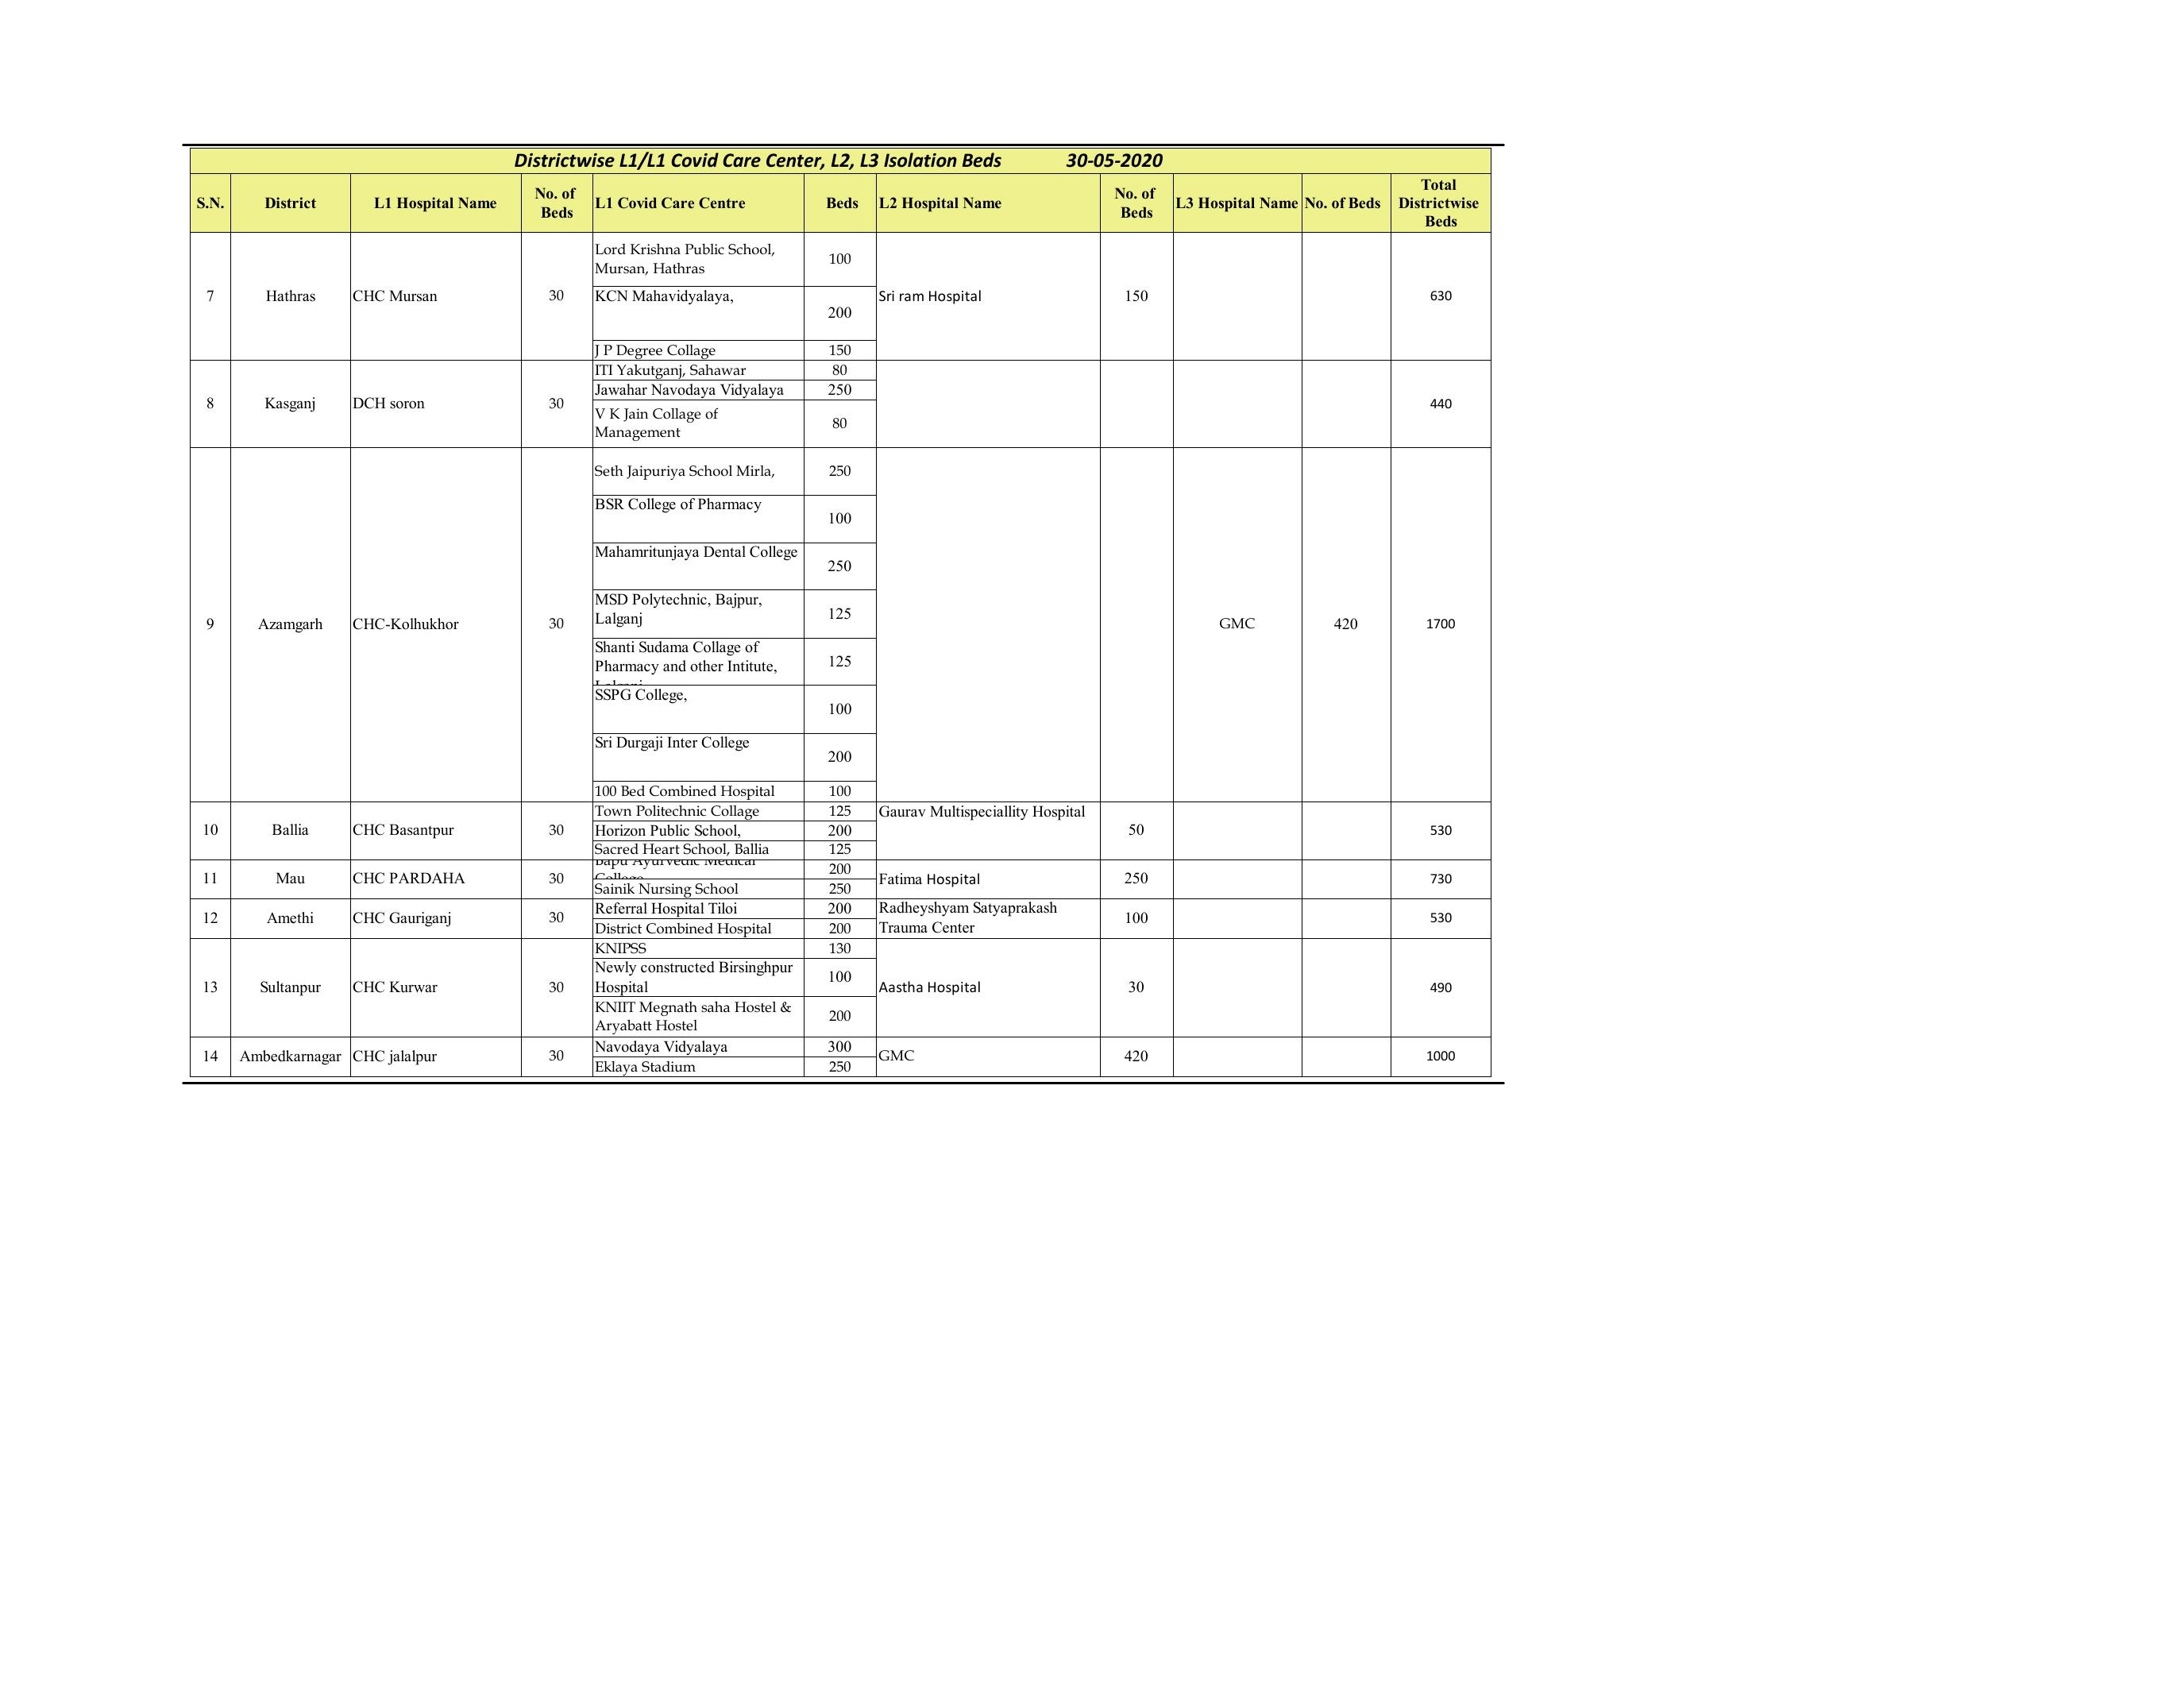 Districtwise L1/L1 Covid Care Center, L2, L3 Isolation Beds 30-05-2020
S.N. District L1 Hospital Name No. of Beds L1 Covid Care Centre Beds L2 Hospital Name No. of Beds L3 Hospital Name No. of Beds Total Districtwise Beds
7 Hathras CHC Mursan 30 Lord Krishna Public School, Mursan, Hathras 100 Sri ram Hospital 150 630
KCN Mahavidyalaya, 200
J P Degree Collage 150
8 Kasganj DCH soron 30 ITI Yakutganj, Sahawar 80 440
Jawahar Navodaya Vidyalaya 250
V K Jain Collage of Management 80
9 Azamgarh CHC-Kolhukhor 30 Seth Jaipuriya School Mirla, 250 GMC 420 1700
BSR College of Pharmacy 100
Mahamritunjaya Dental College 250
MSD Polytechnic, Bajpur, Lalganj 125
Shanti Sudama Collage of Pharmacy and other Intitute, 125
SSPG College, 100
Sri Durgaji Inter College 200
100 Bed Combined Hospital 100
10 Ballia CHC Basantpur 30 Town Politechnic Collage 125 Gaurav Multispeciallity Hospital 50 530
Horizon Public School, 200
Sacred Heart School, Ballia 125
11 Mau CHC PARDAHA 30 Bapu Ayurvedic Medical 200 Fatima Hospital 250 730
Sainik Nursing School 250
12 Amethi CHC Gauriganj 30 Referral Hospital Tiloi 200 Radheyshyam Satyaprakash Trauma Center 100 530
District Combined Hospital 200
13 Sultanpur CHC Kurwar 30 KNIPSS 130 Aastha Hospital 30 490
Newly constructed Birsinghpur Hospital 100
KNIIT Megnath saha Hostel & Aryabatt Hostel 200
14 Ambedkarnagar CHC jalalpur 30 Navodaya Vidyalaya 300 GMC 420 1000
Eklaya Stadium 250